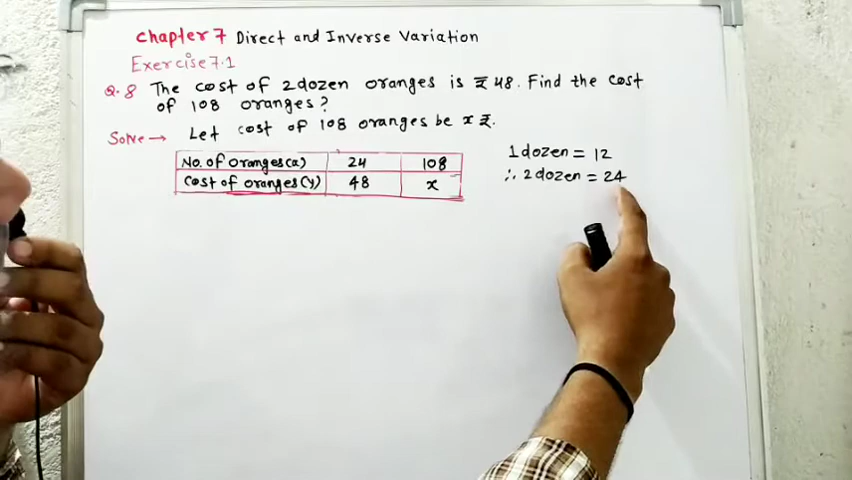 chapter 7 Direct and Inverse Variation
Exercise 7.1
Q.8 The cost of 2 dozen oranges is ₹ 48. Find the cost
of 108 oranges?
Solve → Let cost of 108 oranges be x ₹.
No. of oranges(x) 24 108
Cost of oranges(y) 48 x
1 dozen = 12
∴ 2 dozen = 24